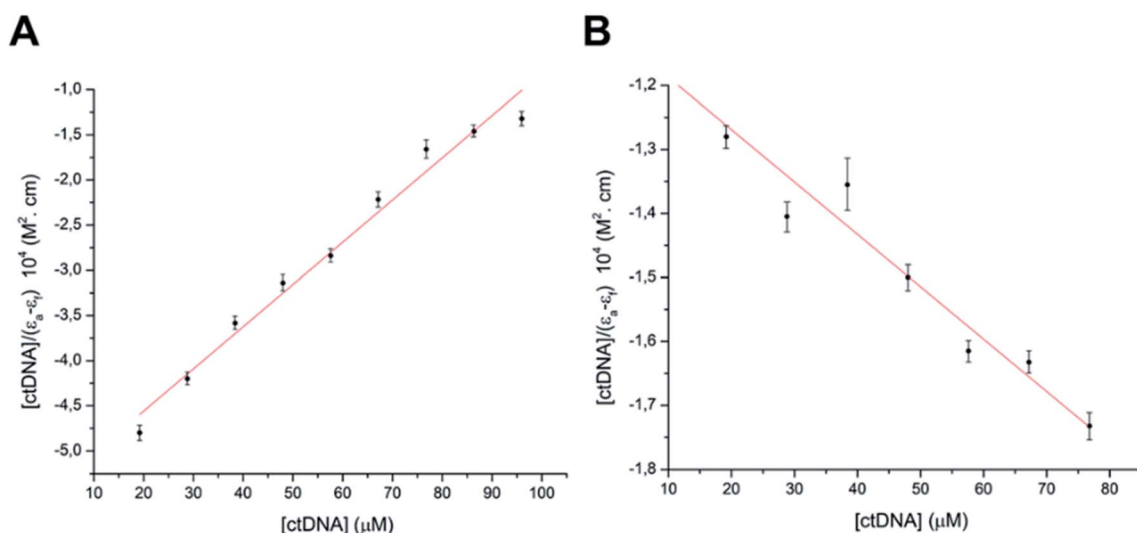 A
B
[ctDNA]/(εa-εf) 10⁴ (M². cm)
-1,0
-1,5
-2,0
-2,5
-3,0
-3,5
-4,0
-4,5
-5,0
10 20 30 40 50 60 70 80 90 100
[ctDNA] (μM)
[ctDNA]/(εa-εf) 10⁴ (M². cm)
-1,2
-1,3
-1,4
-1,5
-1,6
-1,7
-1,8
10 20 30 40 50 60 70 80
[ctDNA] (μM)